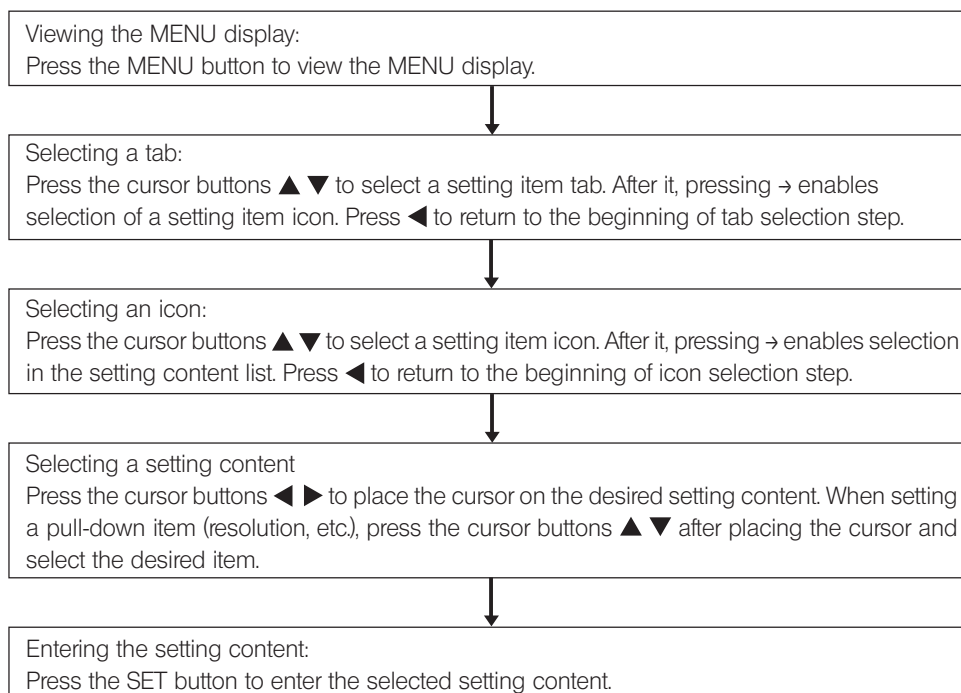 Viewing the MENU display:
Press the MENU button to view the MENU display.
Selecting a tab:
Press the cursor buttons ▲ ▼ to select a setting item tab. After it, pressing → enables
selection of a setting item icon. Press ◀ to return to the beginning of tab selection step.
Selecting an icon:
Press the cursor buttons ▲ ▼ to select a setting item icon. After it, pressing → enables selection
in the setting content list. Press ◀ to return to the beginning of icon selection step.
Selecting a setting content
Press the cursor buttons ◀ ▶ to place the cursor on the desired setting content. When setting
a pull-down item (resolution, etc.), press the cursor buttons ▲ ▼ after placing the cursor and
select the desired item.
Entering the setting content:
Press the SET button to enter the selected setting content.